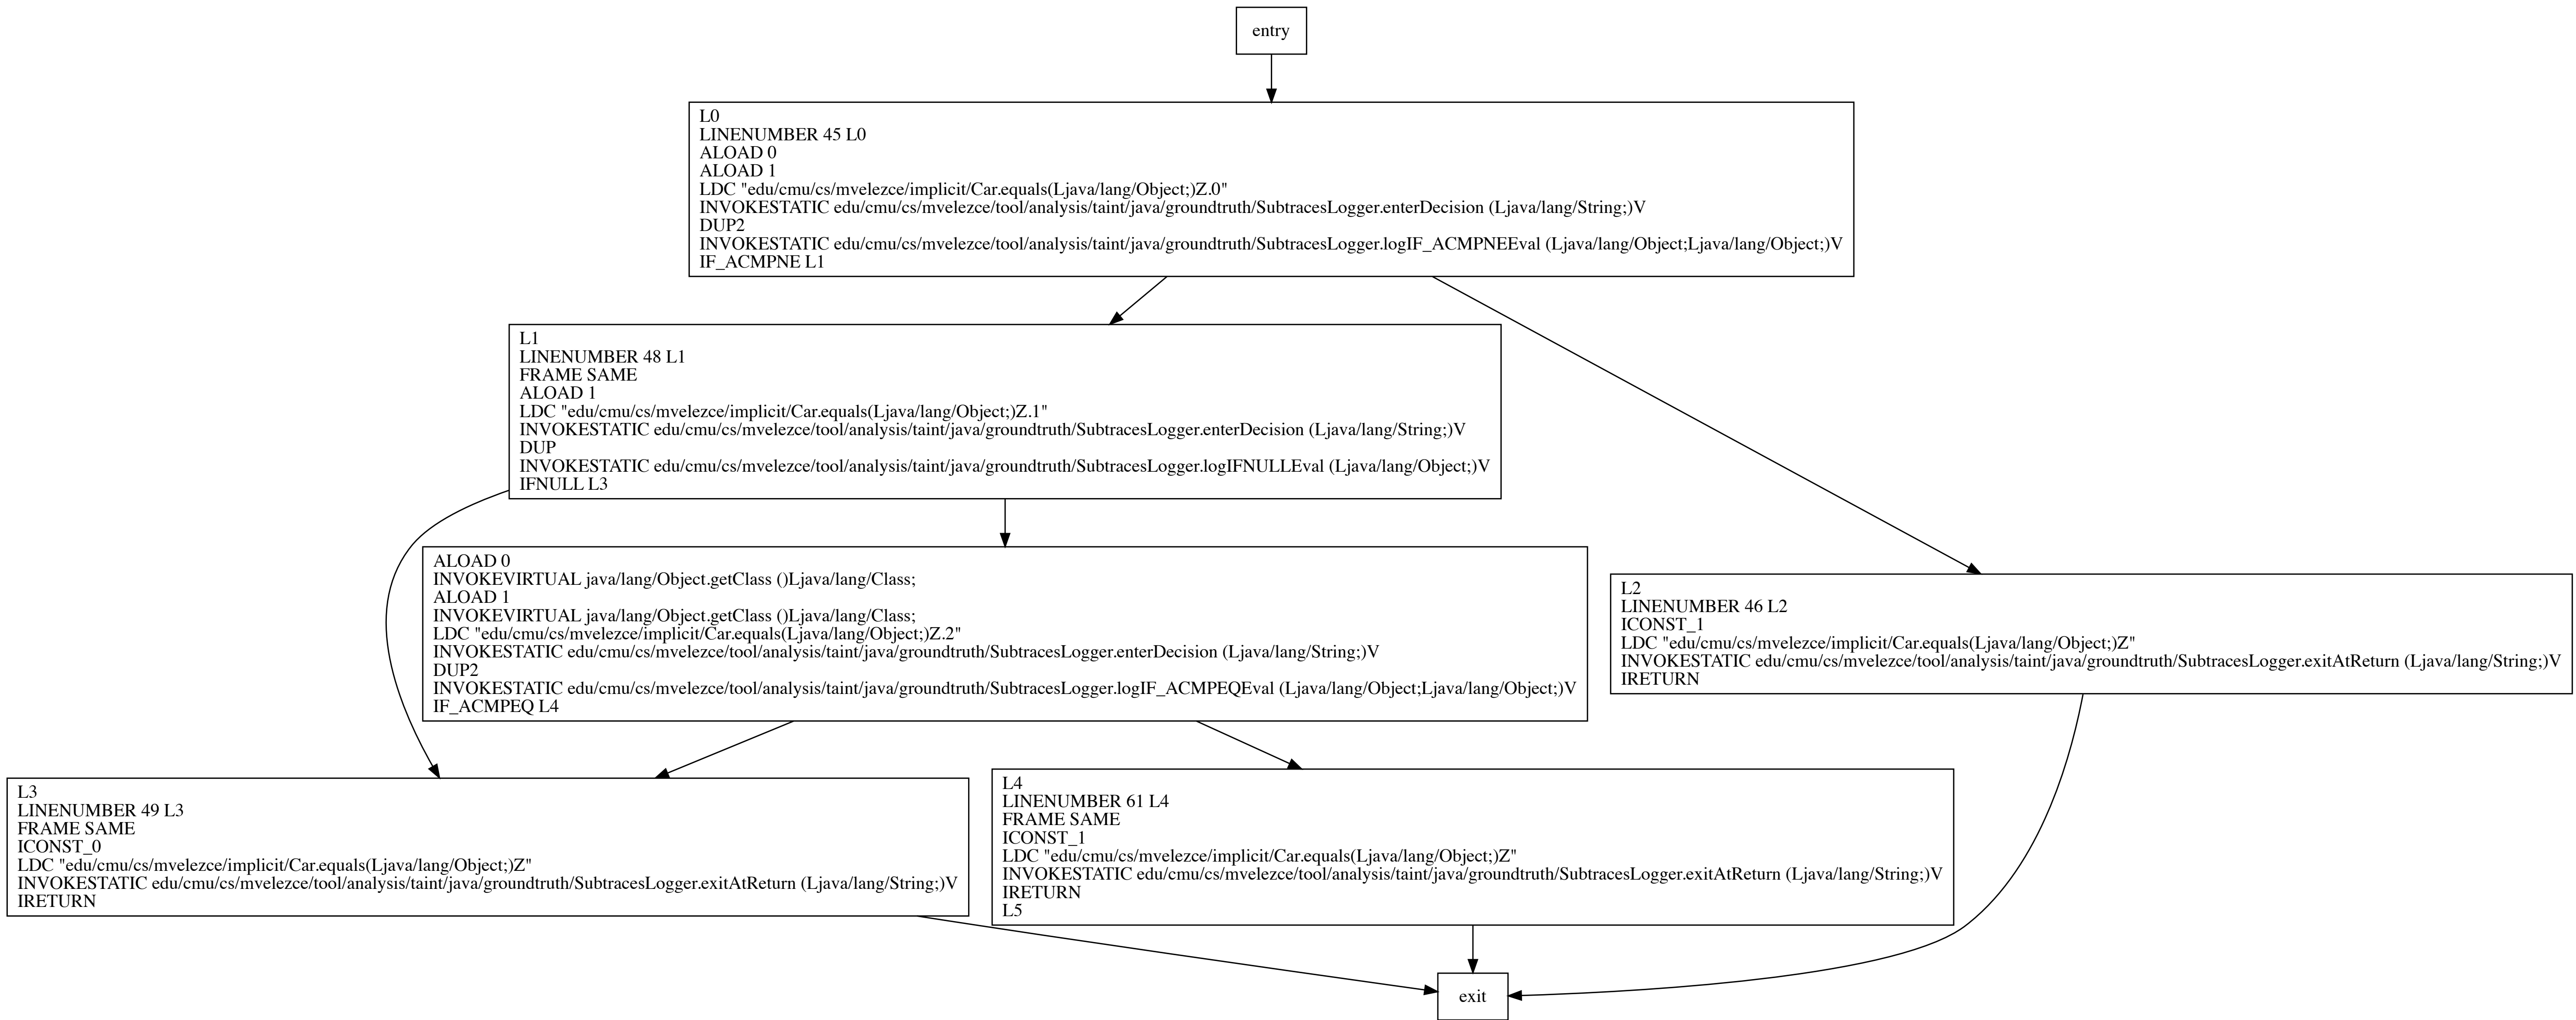 entry
L0
LINENUMBER 45 L0
ALOAD 0
ALOAD 1
LDC "edu/cmu/cs/mvelezce/implicit/Car.equals(Ljava/lang/Object;)Z.0"
INVOKESTATIC edu/cmu/cs/mvelezce/tool/analysis/taint/java/groundtruth/SubtracesLogger.enterDecision (Ljava/lang/String;)V
DUP2
INVOKESTATIC edu/cmu/cs/mvelezce/tool/analysis/taint/java/groundtruth/SubtracesLogger.logIF_ACMPNEEval (Ljava/lang/Object;Ljava/lang/Object;)V
IF_ACMPNE L1
L1
LINENUMBER 48 L1
FRAME SAME
ALOAD 1
LDC "edu/cmu/cs/mvelezce/implicit/Car.equals(Ljava/lang/Object;)Z.1"
INVOKESTATIC edu/cmu/cs/mvelezce/tool/analysis/taint/java/groundtruth/SubtracesLogger.enterDecision (Ljava/lang/String;)V
DUP
INVOKESTATIC edu/cmu/cs/mvelezce/tool/analysis/taint/java/groundtruth/SubtracesLogger.logIFNULLEval (Ljava/lang/Object;)V
IFNULL L3
ALOAD 0
INVOKEVIRTUAL java/lang/Object.getClass ()Ljava/lang/Class;
ALOAD 1
INVOKEVIRTUAL java/lang/Object.getClass ()Ljava/lang/Class;
LDC "edu/cmu/cs/mvelezce/implicit/Car.equals(Ljava/lang/Object;)Z.2"
INVOKESTATIC edu/cmu/cs/mvelezce/tool/analysis/taint/java/groundtruth/SubtracesLogger.enterDecision (Ljava/lang/String;)V
DUP2
INVOKESTATIC edu/cmu/cs/mvelezce/tool/analysis/taint/java/groundtruth/SubtracesLogger.logIF_ACMPEQEval (Ljava/lang/Object;Ljava/lang/Object;)V
IF_ACMPEQ L4
L2
LINENUMBER 46 L2
ICONST_1
LDC "edu/cmu/cs/mvelezce/implicit/Car.equals(Ljava/lang/Object;)Z"
INVOKESTATIC edu/cmu/cs/mvelezce/tool/analysis/taint/java/groundtruth/SubtracesLogger.exitAtReturn (Ljava/lang/String;)V
IRETURN
L3
LINENUMBER 49 L3
FRAME SAME
ICONST_0
LDC "edu/cmu/cs/mvelezce/implicit/Car.equals(Ljava/lang/Object;)Z"
INVOKESTATIC edu/cmu/cs/mvelezce/tool/analysis/taint/java/groundtruth/SubtracesLogger.exitAtReturn (Ljava/lang/String;)V
IRETURN
L4
LINENUMBER 61 L4
FRAME SAME
ICONST_1
LDC "edu/cmu/cs/mvelezce/implicit/Car.equals(Ljava/lang/Object;)Z"
INVOKESTATIC edu/cmu/cs/mvelezce/tool/analysis/taint/java/groundtruth/SubtracesLogger.exitAtReturn (Ljava/lang/String;)V
IRETURN
L5
exit